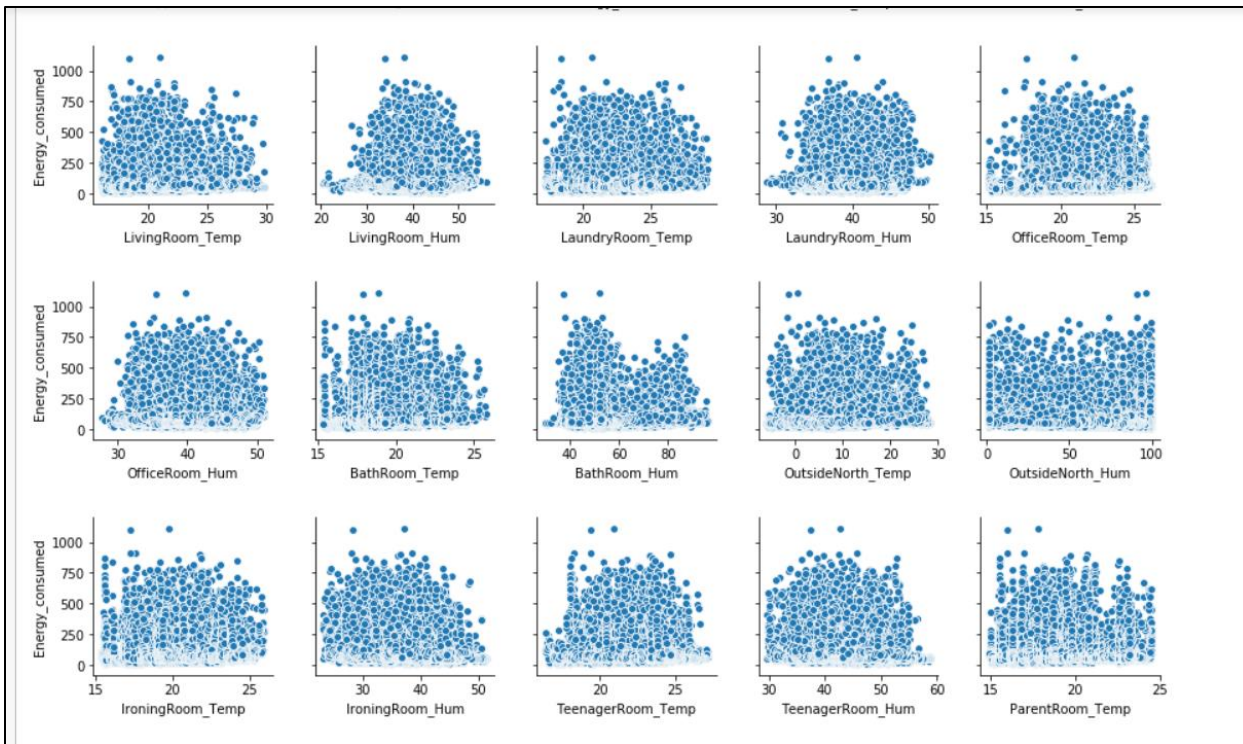 1000
750
500
250
0
Energy_consumed
20 25 30
20 30 40 50
20 25
30 40 50
15 20 25
LivingRoom_Temp LivingRoom_Hum LaundryRoom_Temp LaundryRoom_Hum OfficeRoom_Temp
1000
750
500
250
0
Energy_consumed
30 40 50
15 20 25
40 60 80
0 10 20 30
0 50 100
OfficeRoom_Hum BathRoom_Temp BathRoom_Hum OutsideNorth_Temp OutsideNorth_Hum
1000
750
500
250
0
Energy_consumed
15 20 25
30 40 50
20 25
30 40 50 60
15 20 25
IroningRoom_Temp IroningRoom_Hum TeenagerRoom_Temp TeenagerRoom_Hum ParentRoom_Temp